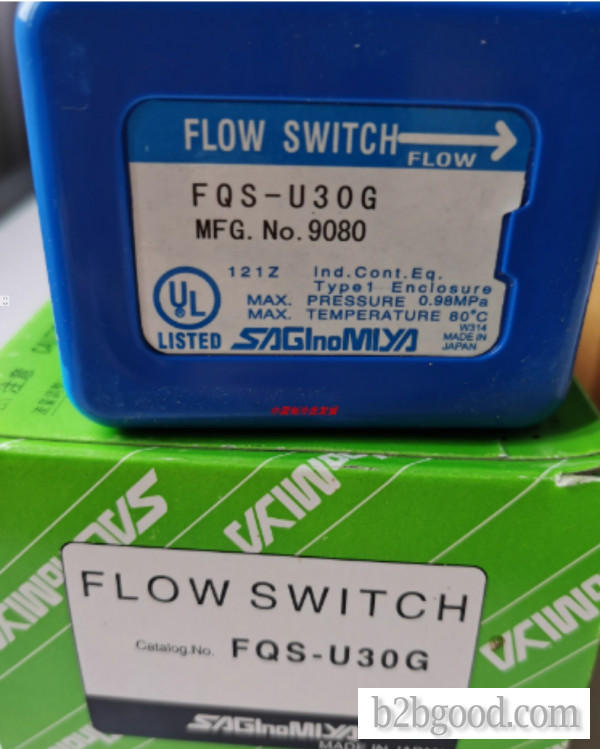 FLOW SWITCH
FLOW
FQS-U30G
MFG. No. 9080
UL
LISTED
121Z Ind.Cont.Eq.
Type1 Enclosure
MAX. PRESSURE 0.98MPa
MAX. TEMPERATURE 80°C
W314
SAGInoMIYA
MADE IN
JAPAN
SAGInoMIYA
FLOW SWITCH
Catalog.No. FQS-U30G
SAGInoMIYA
MADE IN JAPAN
b2bgood.com